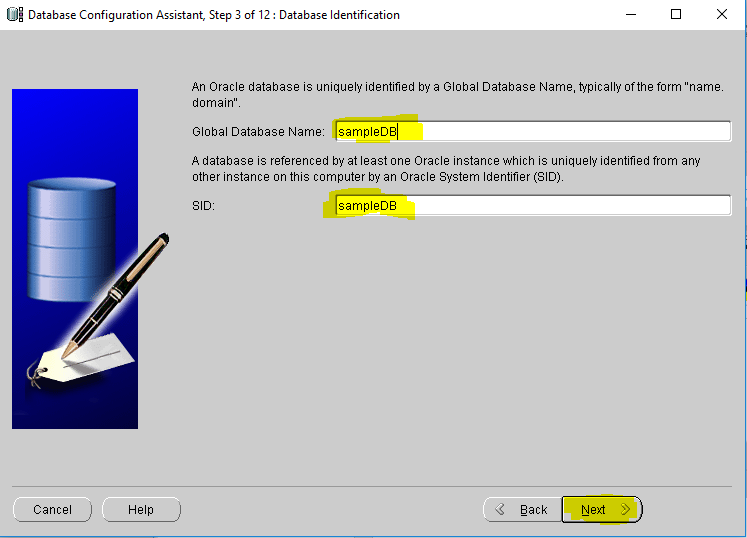 Database Configuration Assistant, Step 3 of 12 : Database Identification
An Oracle database is uniquely identified by a Global Database Name, typically of the form "name.
domain".
Global Database Name: sampleDB
A database is referenced by at least one Oracle instance which is uniquely identified from any
other instance on this computer by an Oracle System Identifier (SID).
SID: sampleDB
Cancel Help Back Next